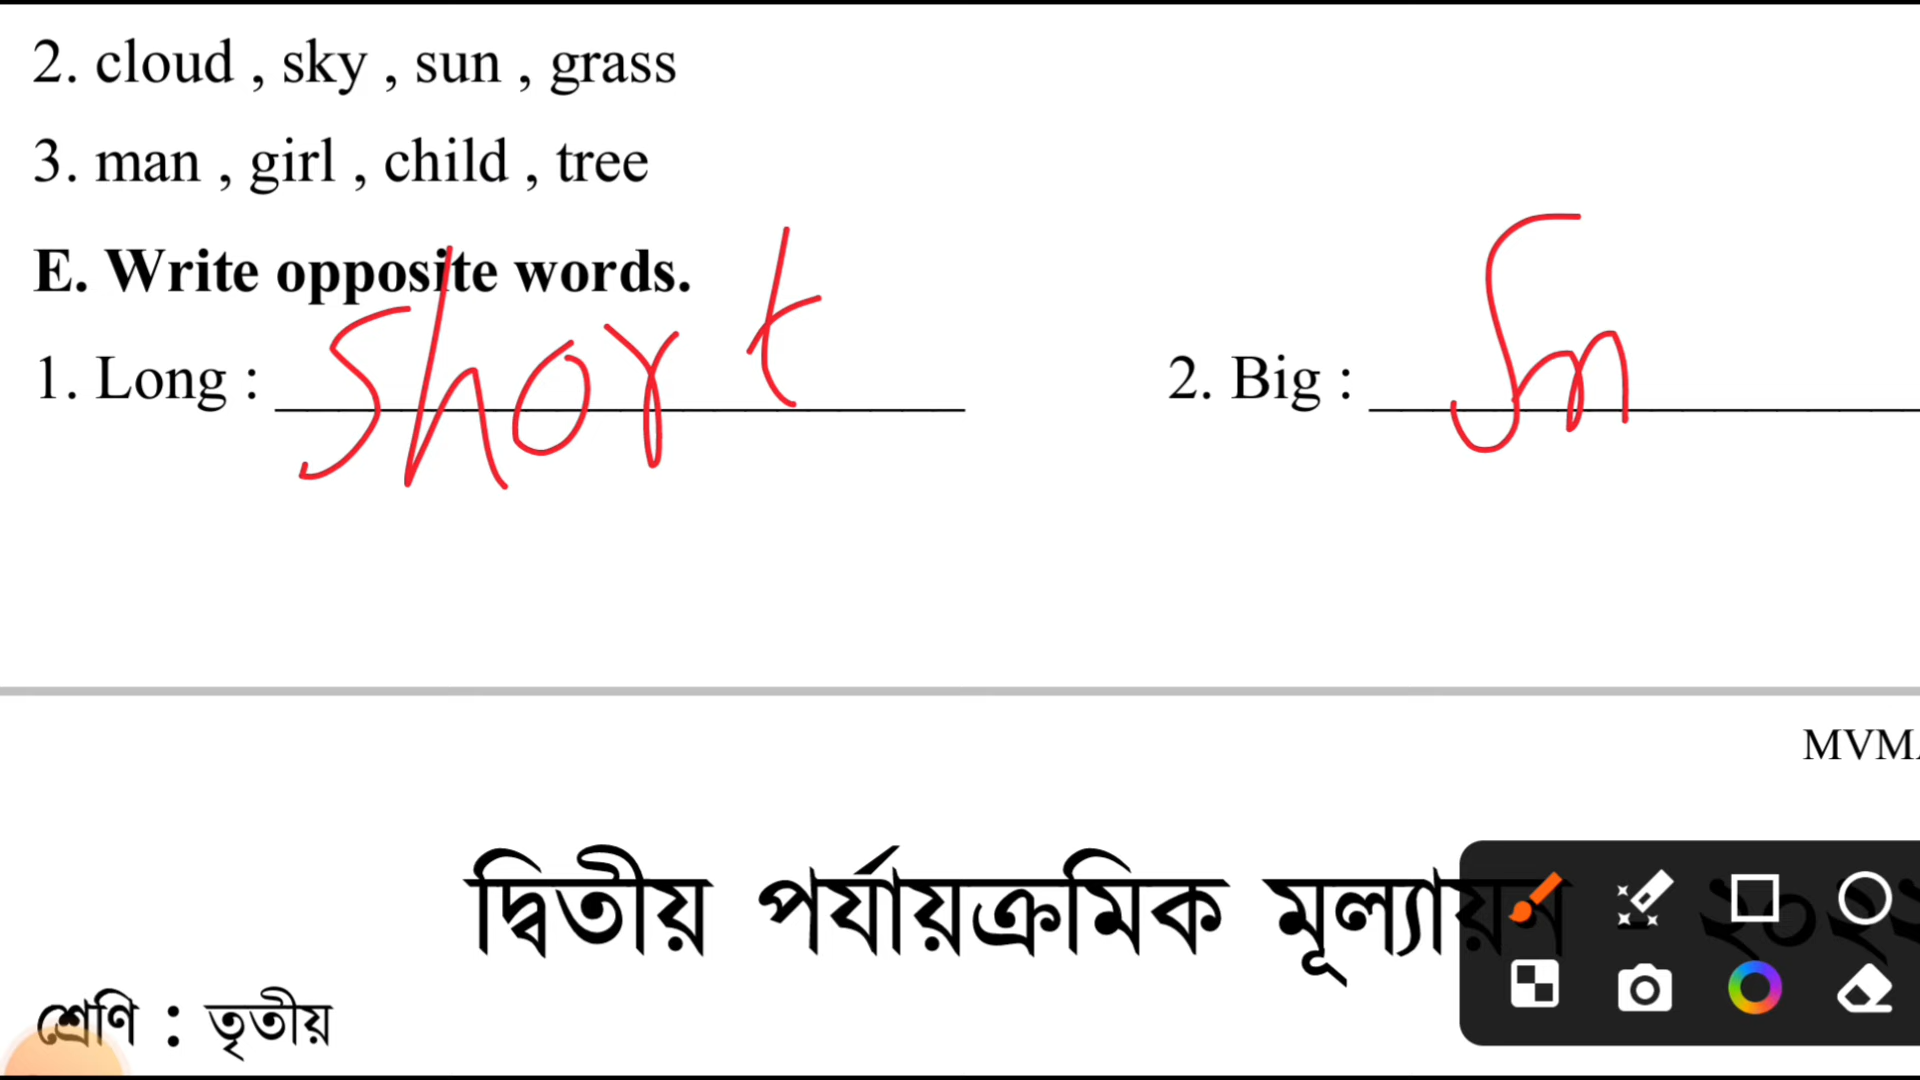 2. cloud , sky , sun , grass
3. man , girl , child , tree
E. Write opposite words.
1. Long : Short 2. Big : Sm
MVM
দ্বিতীয় পর্যায়ক্রমিক মূল্যায়ন ২০২২
শ্রেণি : তৃতীয়